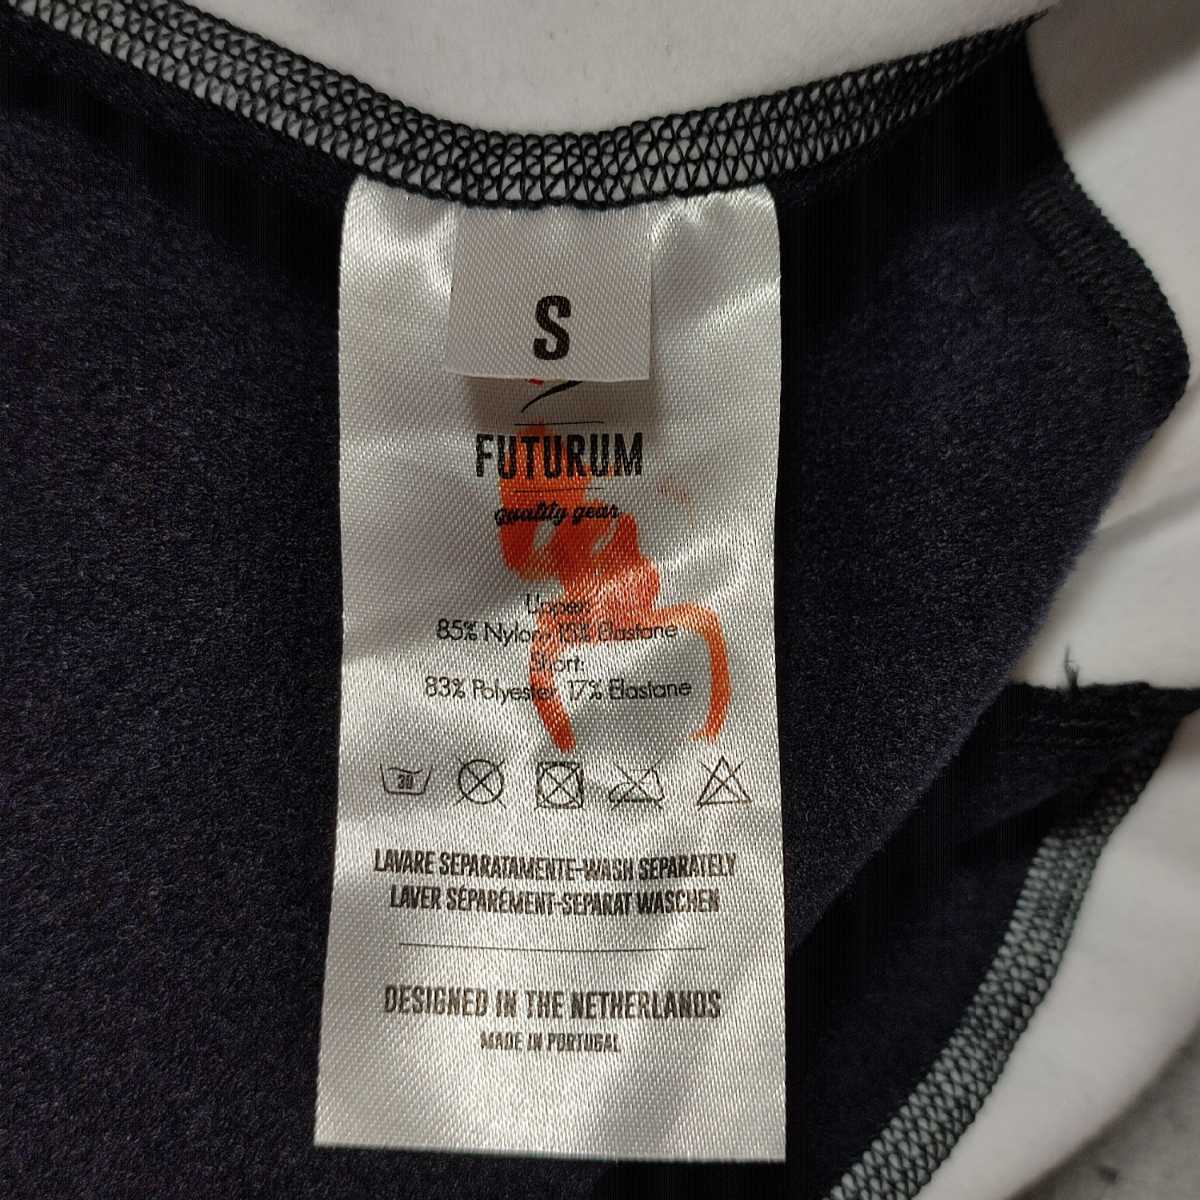 S
FUTURUM
quality gear
Upper:
85% Nylon, 15% Elastane
Short:
83% Polyester, 17% Elastane
30
LAVARE SEPARATAMENTE-WASH SEPARATELY
LAVER SÉPARÉMENT-SEPARAT WASCHEN
DESIGNED IN THE NETHERLANDS
MADE IN PORTUGAL